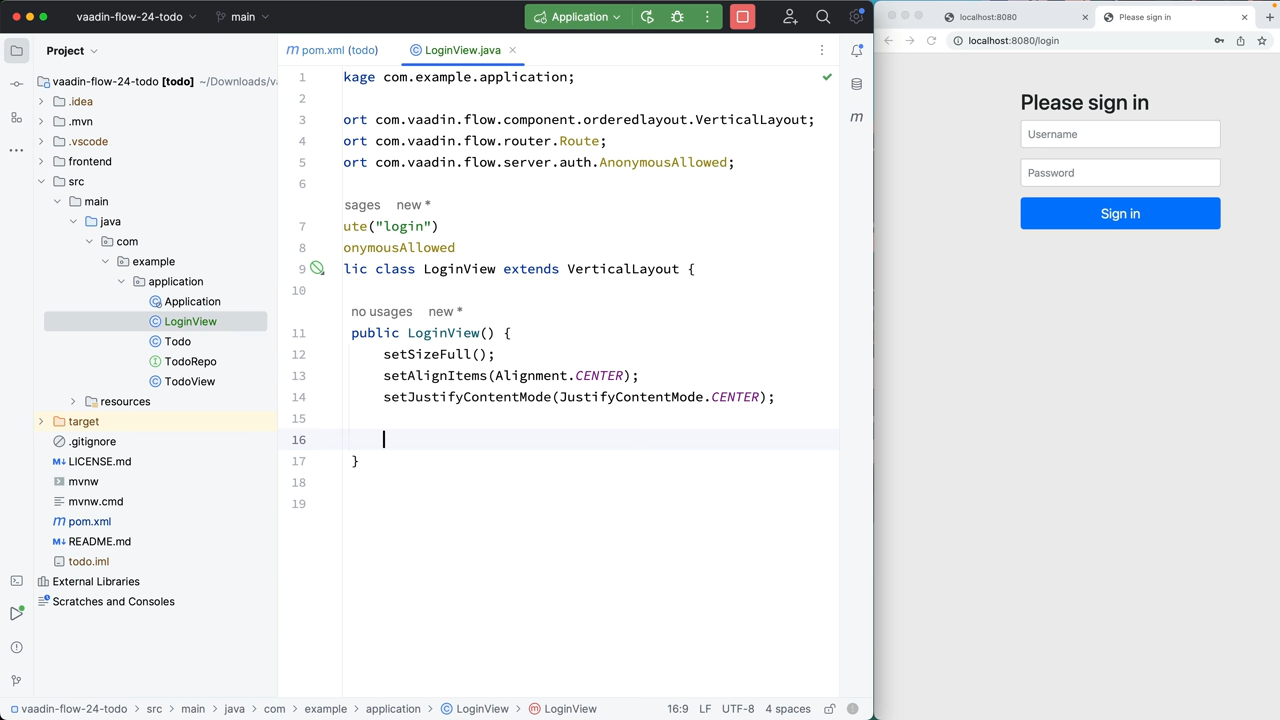 vaadin-flow-24-todo
main
Application
Project
vaadin-flow-24-todo [todo] ~/Downloads/va
.idea
.mvn
.vscode
frontend
src
main
java
com
example
application
Application
LoginView
Todo
TodoRepo
TodoView
resources
target
.gitignore
LICENSE.md
mvnw
mvnw.cmd
pom.xml
README.md
todo.iml
External Libraries
Scratches and Consoles
pom.xml (todo)
LoginView.java
1 kage com.example.application;
2
3 ort com.vaadin.flow.component.orderedlayout.VerticalLayout;
4 ort com.vaadin.flow.router.Route;
5 ort com.vaadin.flow.server.auth.AnonymousAllowed;
6
sages new *
7 ute("login")
8 onymousAllowed
9 lic class LoginView extends VerticalLayout {
10
no usages new *
11 public LoginView() {
12 setSizeFull();
13 setAlignItems(Alignment.CENTER);
14 setJustifyContentMode(JustifyContentMode.CENTER);
15
16
17 }
18
19
vaadin-flow-24-todo > src > main > java > com > example > application > LoginView > LoginView
16:9 LF UTF-8 4 spaces
localhost:8080
Please sign in
localhost:8080/login
Please sign in
Username
Password
Sign in